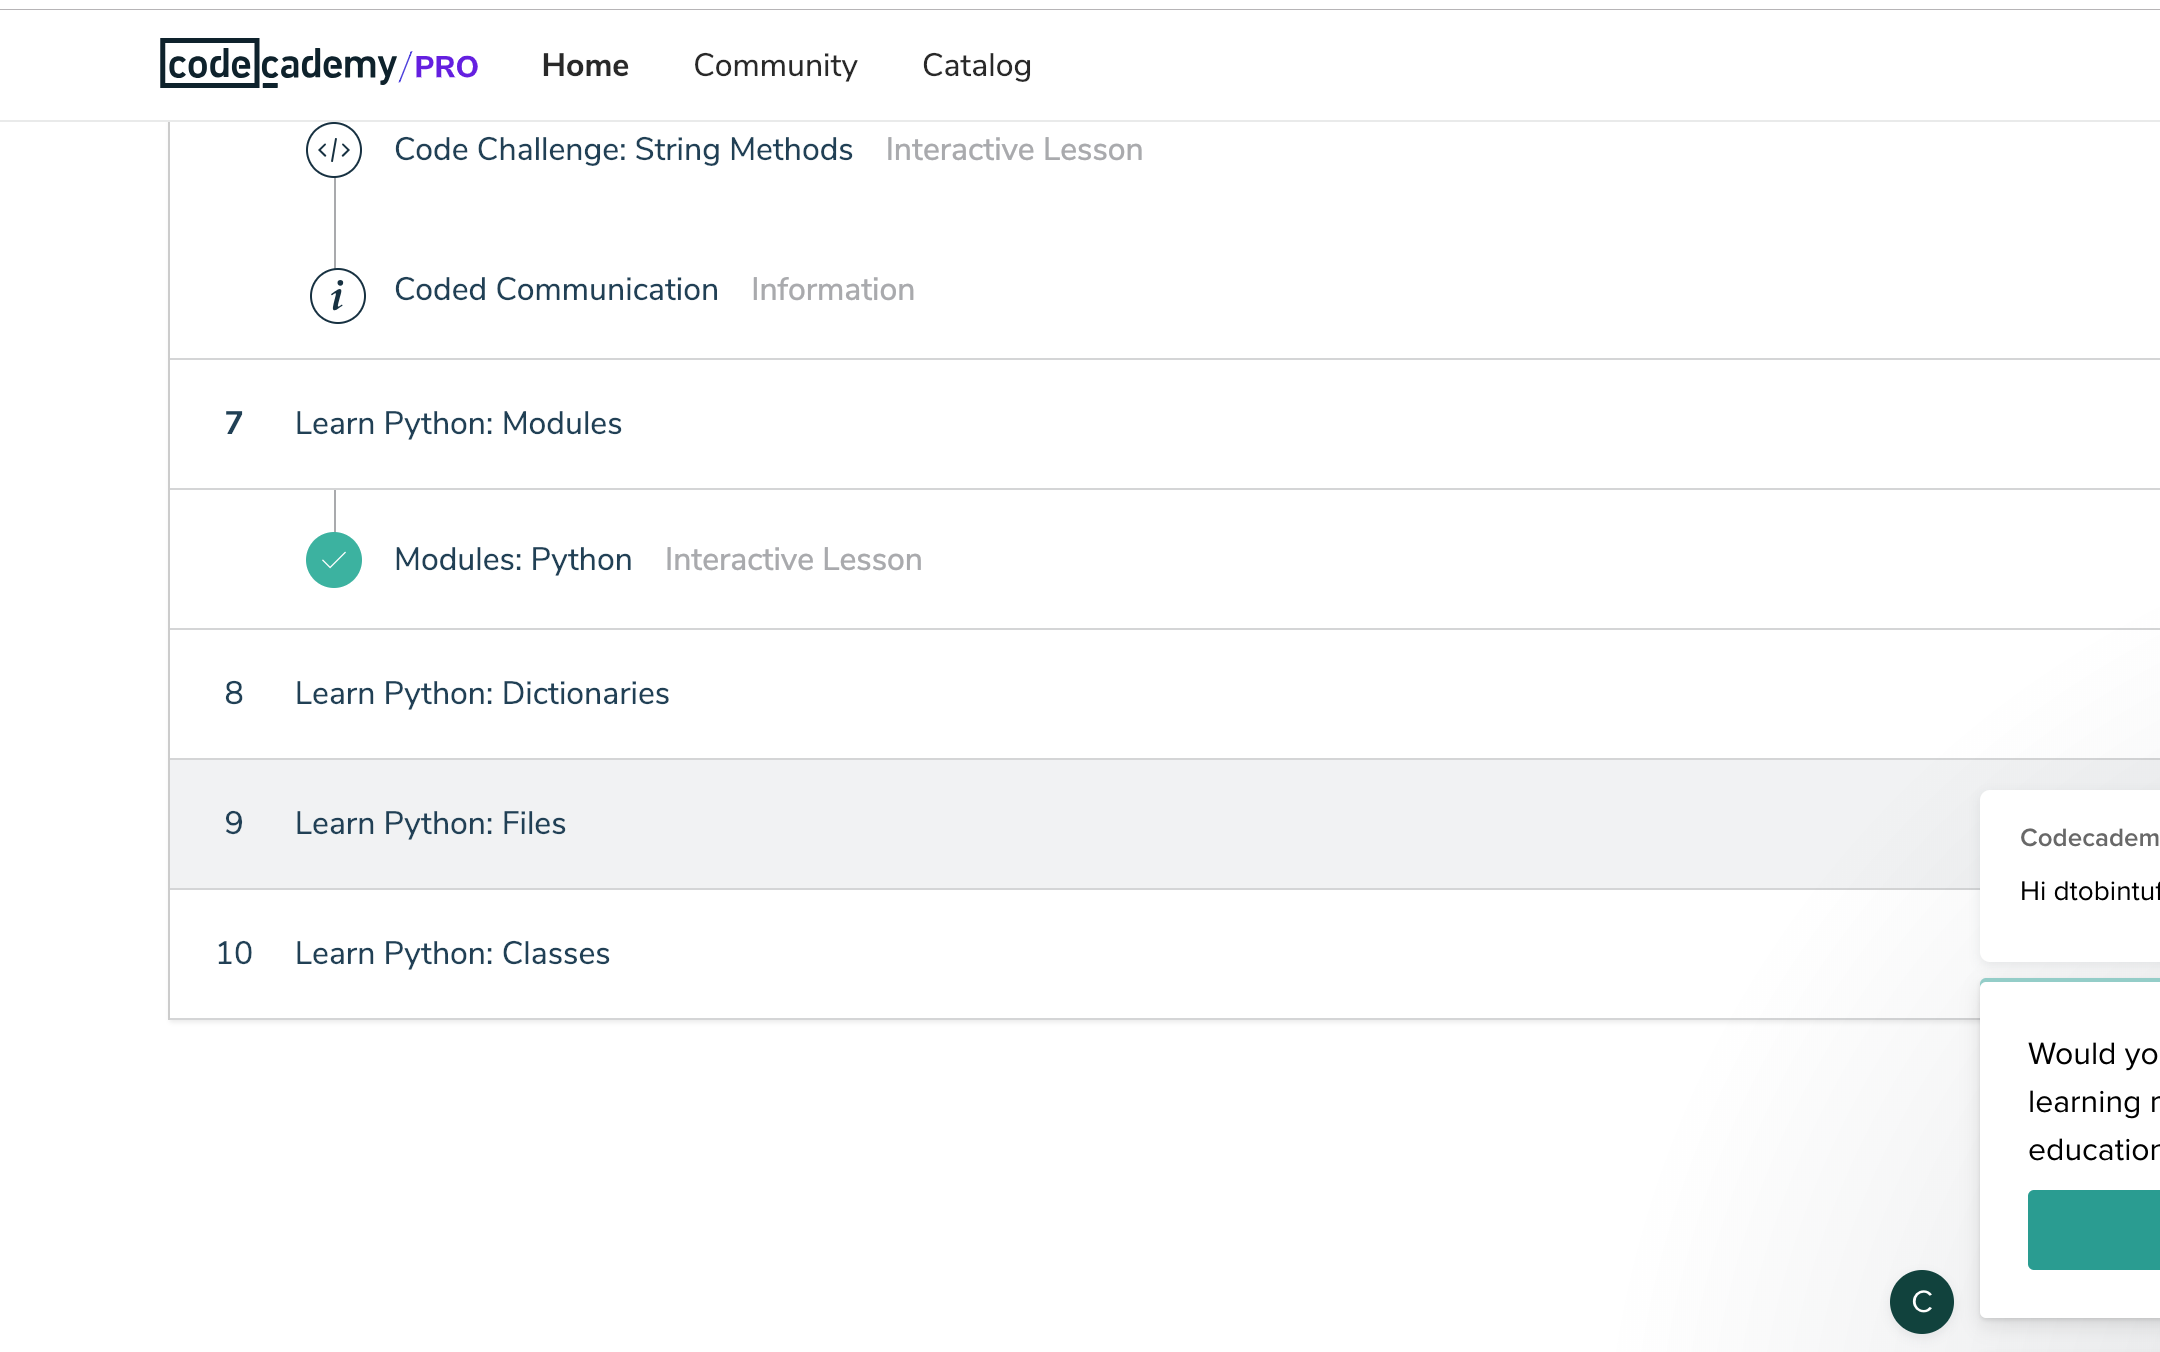 codecademy/PRO Home Community Catalog
</> Code Challenge: String Methods Interactive Lesson
i Coded Communication Information
7 Learn Python: Modules
Modules: Python Interactive Lesson
8 Learn Python: Dictionaries
9 Learn Python: Files
10 Learn Python: Classes
Codecadem
Hi dtobintuf
Would yo
learning
education
C